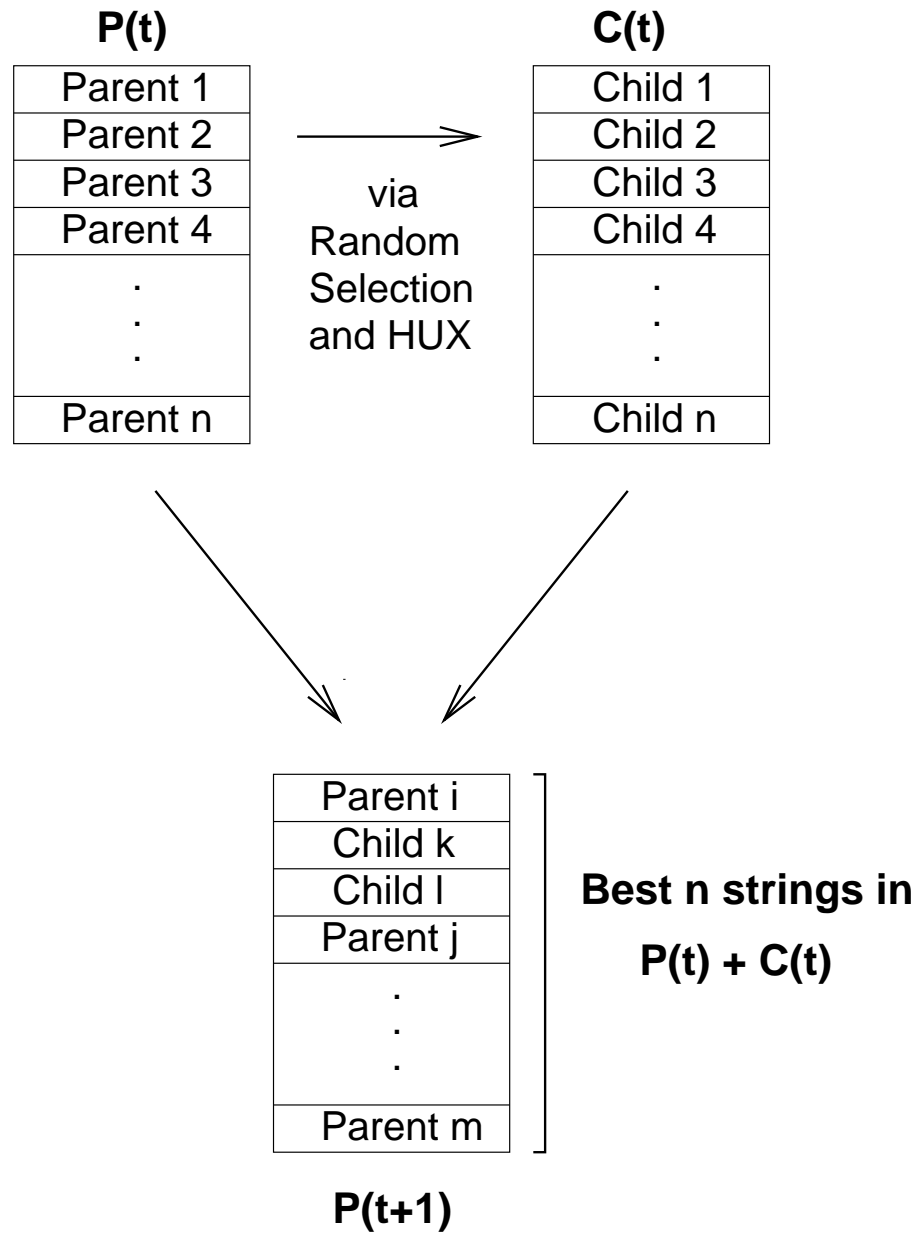 P(t)
C(t)
Parent 1
Parent 2
Parent 3
Parent 4
.
.
.
Parent n
via
Random
Selection
and HUX
Child 1
Child 2
Child 3
Child 4
.
.
.
Child n
Parent i
Child k
Child l
Parent j
.
.
.
Parent m
Best n strings in
P(t) + C(t)
P(t+1)